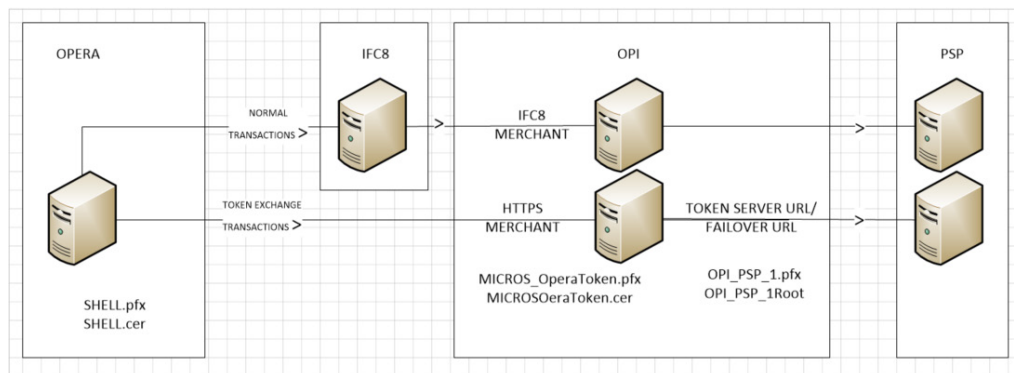 OPERA
IFC8
OPI
PSP
NORMAL
TRANSACTIONS >
>
IFC8
MERCHANT
>
TOKEN EXCHANGE
TRANSACTIONS >
HTTPS
MERCHANT
TOKEN SERVER URL/
FAILOVER URL
>
SHELL.pfx
SHELL.cer
MICROS_OperaToken.pfx
MICROSOeraToken.cer
OPI_PSP_1.pfx
OPI_PSP_1Root